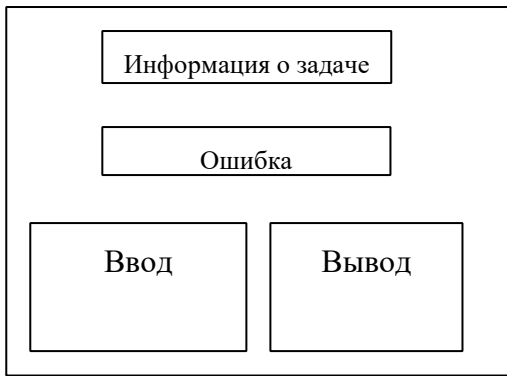 Информация о задаче
Ошибка
Ввод
Вывод